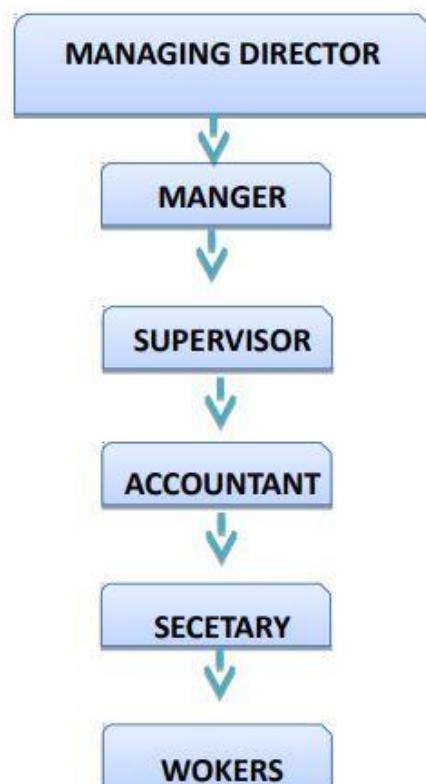 MANAGING DIRECTOR
MANGER
SUPERVISOR
ACCOUNTANT
SECETARY
WOKERS